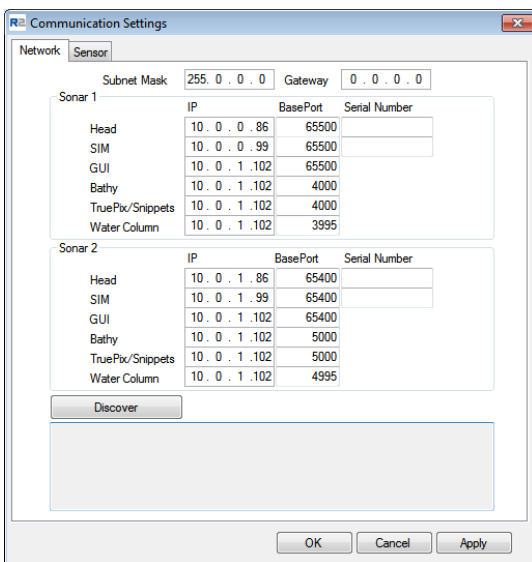 R2 Communication Settings
Network Sensor
Subnet Mask 255. 0 . 0 . 0 Gateway 0 . 0 . 0 . 0
Sonar 1
IP BasePort Serial Number
Head 10 . 0 . 0 .86 65500
SIM 10 . 0 . 0 .99 65500
GUI 10 . 0 . 1 .102 65500
Bathy 10 . 0 . 1 .102 4000
TruePix/Snippets 10 . 0 . 1 .102 4000
Water Column 10 . 0 . 1 .102 3995
Sonar 2
IP BasePort Serial Number
Head 10 . 0 . 1 .86 65400
SIM 10 . 0 . 1 .99 65400
GUI 10 . 0 . 1 .102 65400
Bathy 10 . 0 . 1 .102 5000
TruePix/Snippets 10 . 0 . 1 .102 5000
Water Column 10 . 0 . 1 .102 4995
Discover
OK Cancel Apply